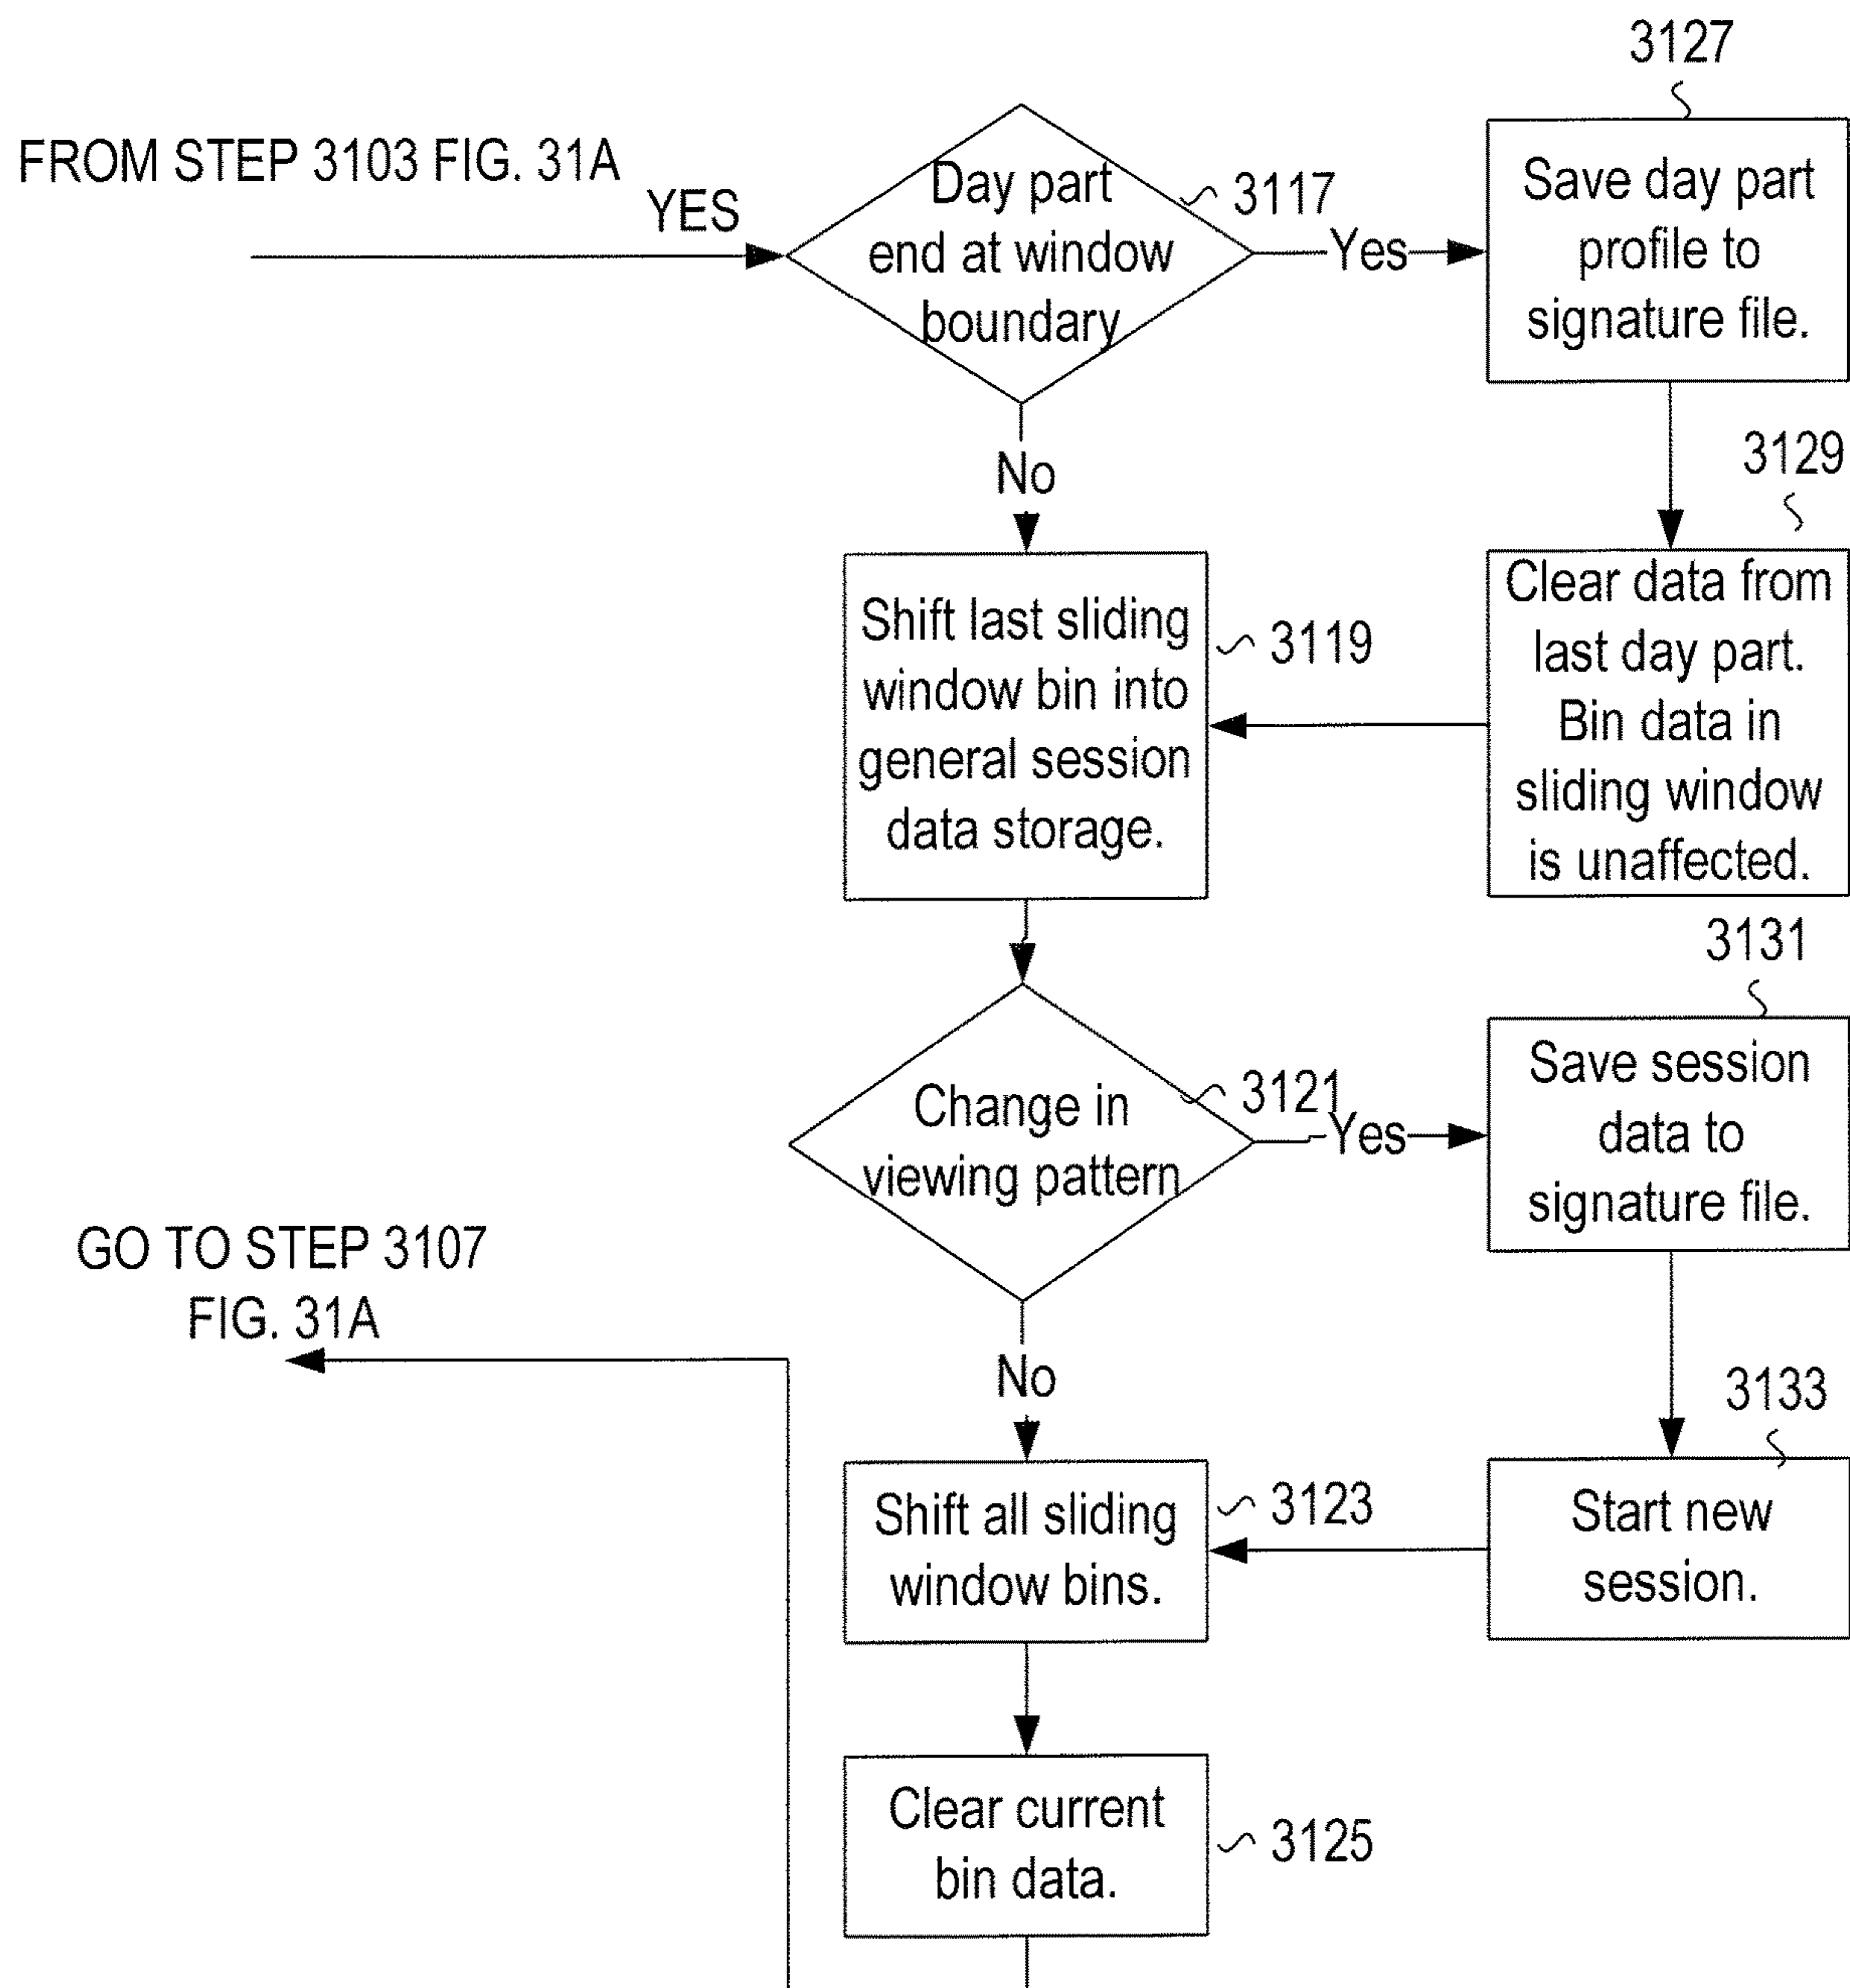 3127
FROM STEP 3103 FIG. 31A
YES
Day part
end at window
boundary
3117
Yes
Save day part
profile to
signature file.
No
3129
Shift last sliding
window bin into
general session
data storage.
3119
Clear data from
last day part.
Bin data in
sliding window
is unaffected.
3131
Change in
viewing pattern
3121
Yes
Save session
data to
signature file.
GO TO STEP 3107
FIG. 31A
No
3133
Shift all sliding
window bins.
3123
Start new
session.
Clear current
bin data.
3125